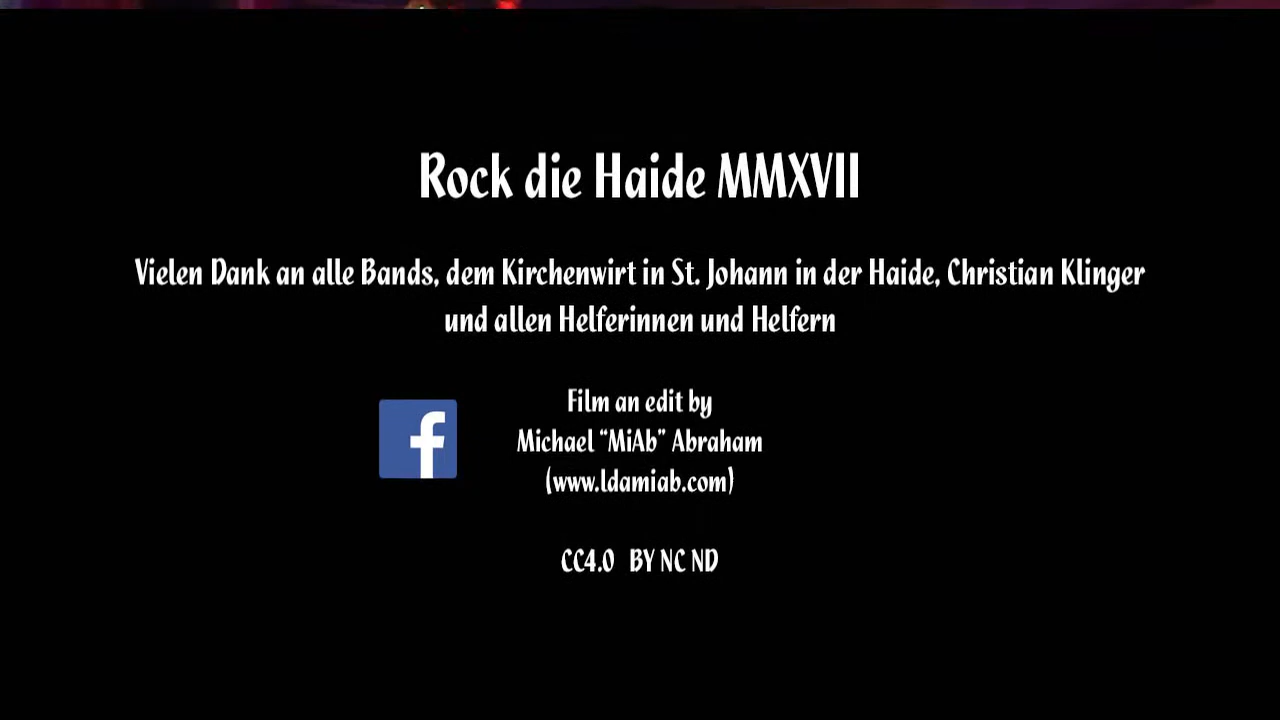 Rock die Haide MMXVII
Vielen Dank an alle Bands, dem Kirchenwirt in St. Johann in der Haide, Christian Klinger
und allen Helferinnen und Helfern
Film an edit by
Michael “MiAb” Abraham
(www.ldamiab.com)
CC4.0 BY NC ND